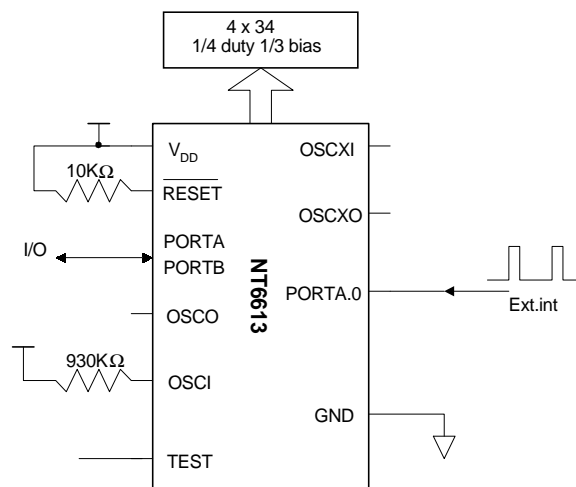 4 x 34
1/4 duty 1/3 bias
VDD
OSCXI
10KΩ
RESET
OSCXO
I/O
PORTA
PORTB
NT6613
PORTA.0
Ext.int
OSCO
930KΩ
OSCI
GND
TEST